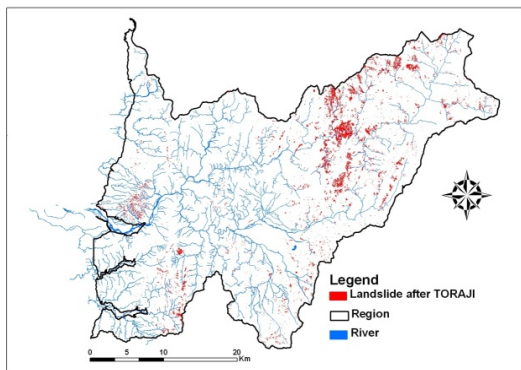 Legend
Landslide after TORAJI
Region
River
0 5 10 20
Km